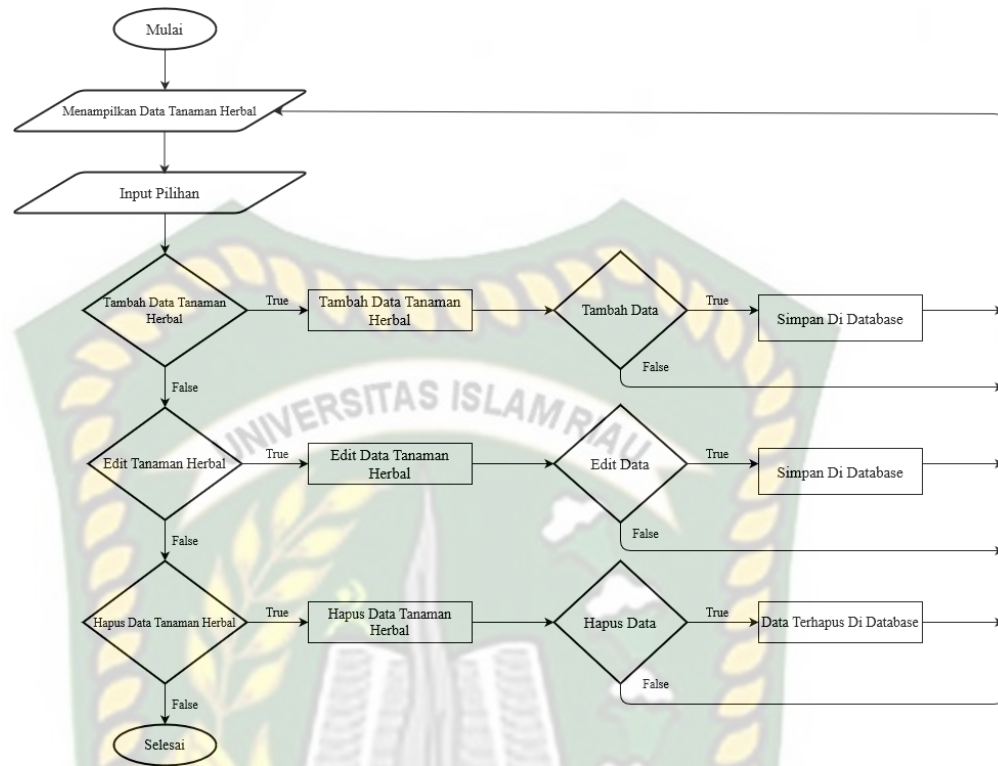 Mulai
Menampilkan Data Tanaman Herbal
Input Pilihan
Tambah Data Tanaman
Herbal
True
Tambah Data Tanaman
Herbal
Tambah Data
True
Simpan Di Database
False
False
UNIVERSITAS ISLAM RIAU
Edit Tanaman Herbal
True
Edit Data Tanaman
Herbal
Edit Data
True
Simpan Di Database
False
False
Hapus Data Tanaman Herbal
True
Hapus Data Tanaman
Herbal
Hapus Data
True
Data Terhapus Di Database
False
False
Selesai